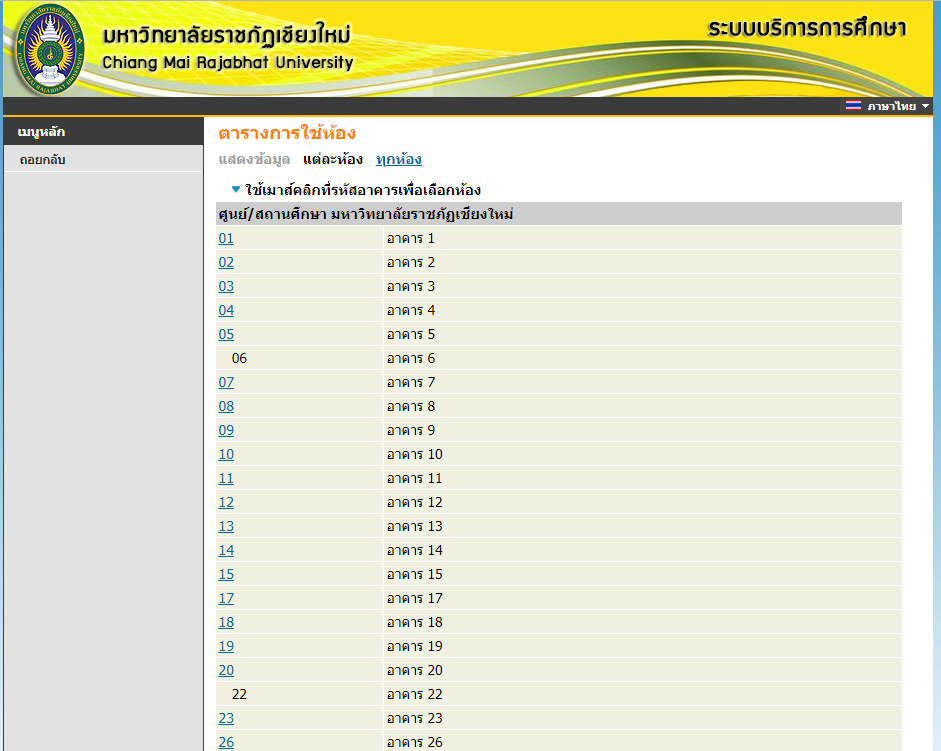 มหาวิทยาลัยราชภัฏเชียงใหม่
Chiang Mai Rajabhat University
ระบบบริการการศึกษา
ภาษาไทย
เมนูหลัก
ถอยกลับ
ตารางการใช้ห้อง
แสดงข้อมูล แต่ละห้อง ทุกห้อง
ใช้เมาส์คลิกที่รหัสอาคารเพื่อเลือกห้อง
ศูนย์/สถานศึกษา มหาวิทยาลัยราชภัฏเชียงใหม่
01 อาคาร 1
02 อาคาร 2
03 อาคาร 3
04 อาคาร 4
05 อาคาร 5
06 อาคาร 6
07 อาคาร 7
08 อาคาร 8
09 อาคาร 9
10 อาคาร 10
11 อาคาร 11
12 อาคาร 12
13 อาคาร 13
14 อาคาร 14
15 อาคาร 15
17 อาคาร 17
18 อาคาร 18
19 อาคาร 19
20 อาคาร 20
22 อาคาร 22
23 อาคาร 23
26 อาคาร 26